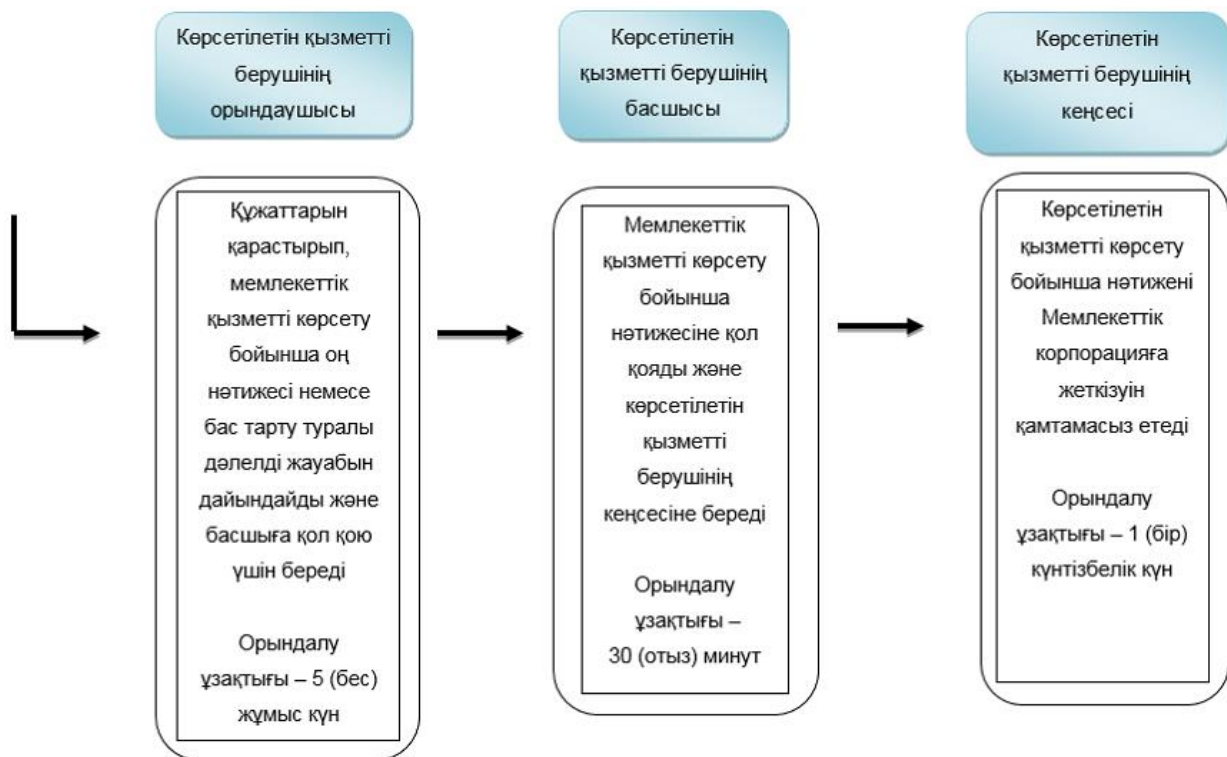 Көрсетілетін қызметті
берушінің
орындаушысы
Құжаттарын
қарастырып,
мемлекеттік
қызметті көрсету
бойынша оң
нәтижесі немесе
бас тарту туралы
дәлелді жауабын
дайындайды және
басшыға қол қою
үшін береді
Орындалу
ұзақтығы – 5 (бес)
жұмыс күн
Көрсетілетін
қызметті берушінің
басшысы
Мемлекеттік
қызметті көрсету
бойынша
нәтижесіне қол
қояды және
көрсетілетін
қызметті
берушінің
кеңсесіне береді
Орындалу
ұзақтығы –
30 (отыз) минут
Көрсетілетін
қызметті берушінің
кеңсесі
Көрсетілетін
қызметті көрсету
бойынша нәтижені
Мемлекеттік
корпорацияға
жеткізуін
қамтамасыз етеді
Орындалу
ұзақтығы – 1 (бір)
күнтізбелік күн